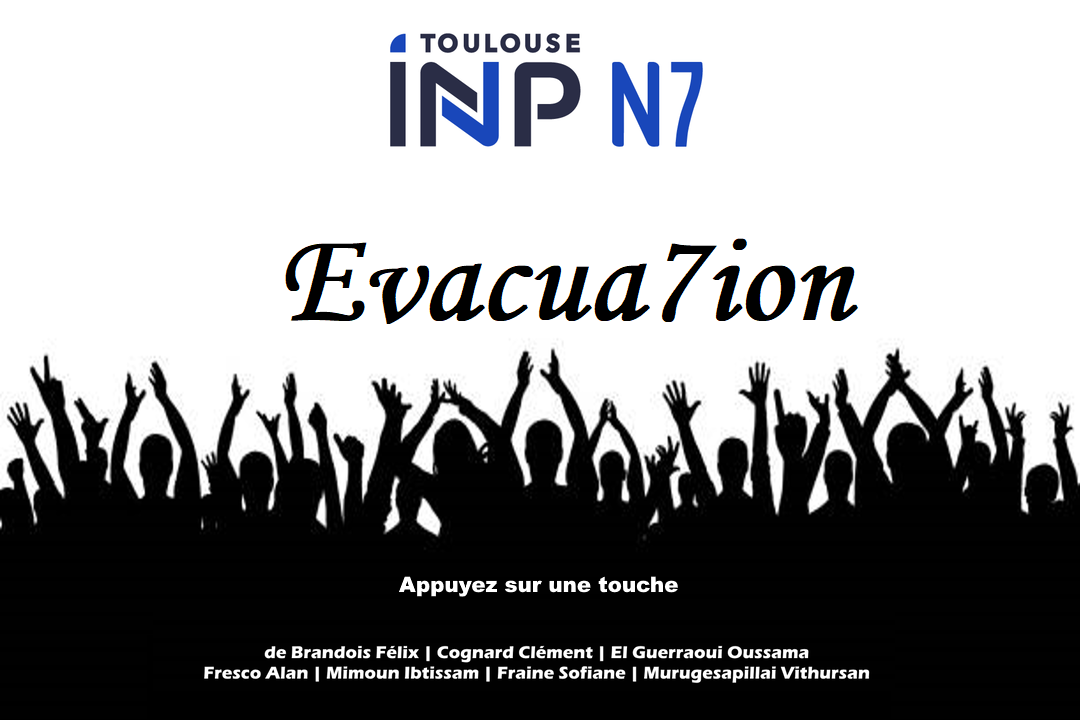 TOULOUSE
INP N7
Evacua7ion
Appuyez sur une touche
de Brandois Félix | Cognard Clément | El Guerraoui Oussama
Fresco Alan | Mimoun Ibtissam | Fraine Sofiane | Murugesapillai Vithursan